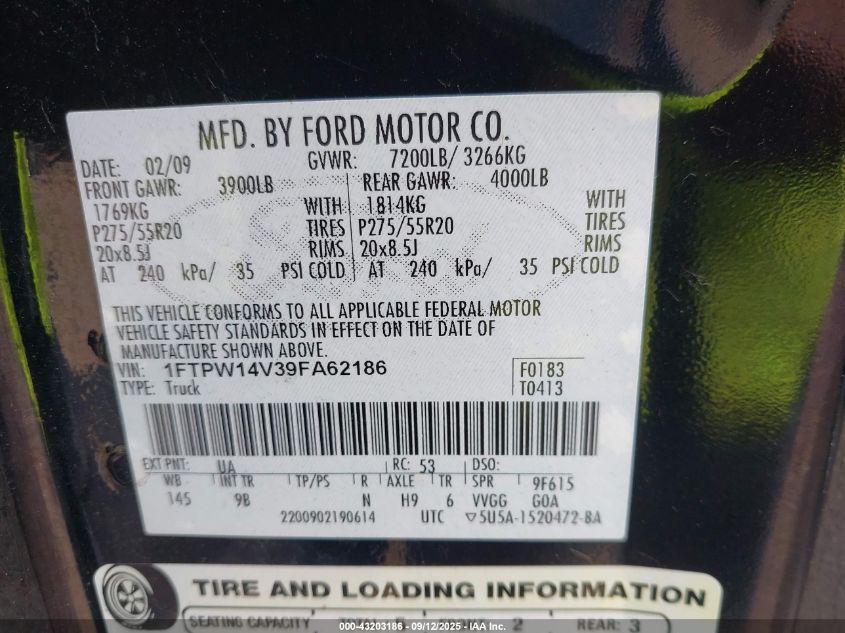 MFD. BY FORD MOTOR CO.
DATE: 02/09 GVWR: 7200LB/ 3266KG
FRONT GAWR: 3900LB REAR GAWR: 4000LB
1769KG WITH 1814KG WITH
P275/55R20 TIRES P275/55R20 TIRES
20x8.5J RIMS 20x8.5J RIMS
AT 240 kPa/ 35 PSI COLD AT 240 kPa/ 35 PSI COLD
THIS VEHICLE CONFORMS TO ALL APPLICABLE FEDERAL MOTOR
VEHICLE SAFETY STANDARDS IN EFFECT ON THE DATE OF
MANUFACTURE SHOWN ABOVE.
VIN: 1FTPW14V39FA62186 F0183
TYPE: Truck T0413
EXT PNT: UA RC: 53 DSO:
WB INT TR TP/PS R AXLE TR SPR 9F615
145 9B N H9 6 VVGG GOA
2200902190614 UTC ▽5U5A-1520472-BA
TIRE AND LOADING INFORMATION
SEATING CAPACITY 2 REAR: 3
000-43203186 - 09/12/2025 - IAA Inc.